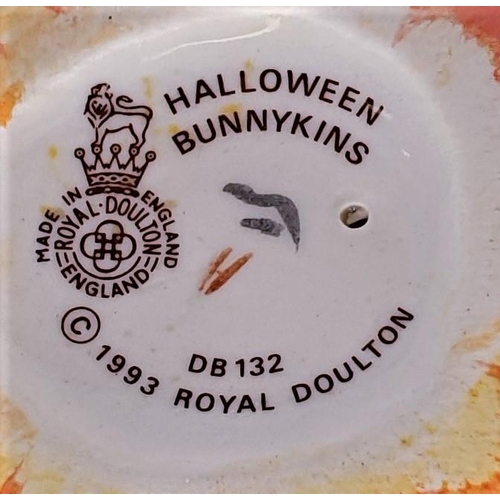 HALLOWEEN
BUNNYKINS
MADE IN ENGLAND
ROYAL·DOULTON
ENGLAND
DB 132
© 1993 ROYAL DOULTON